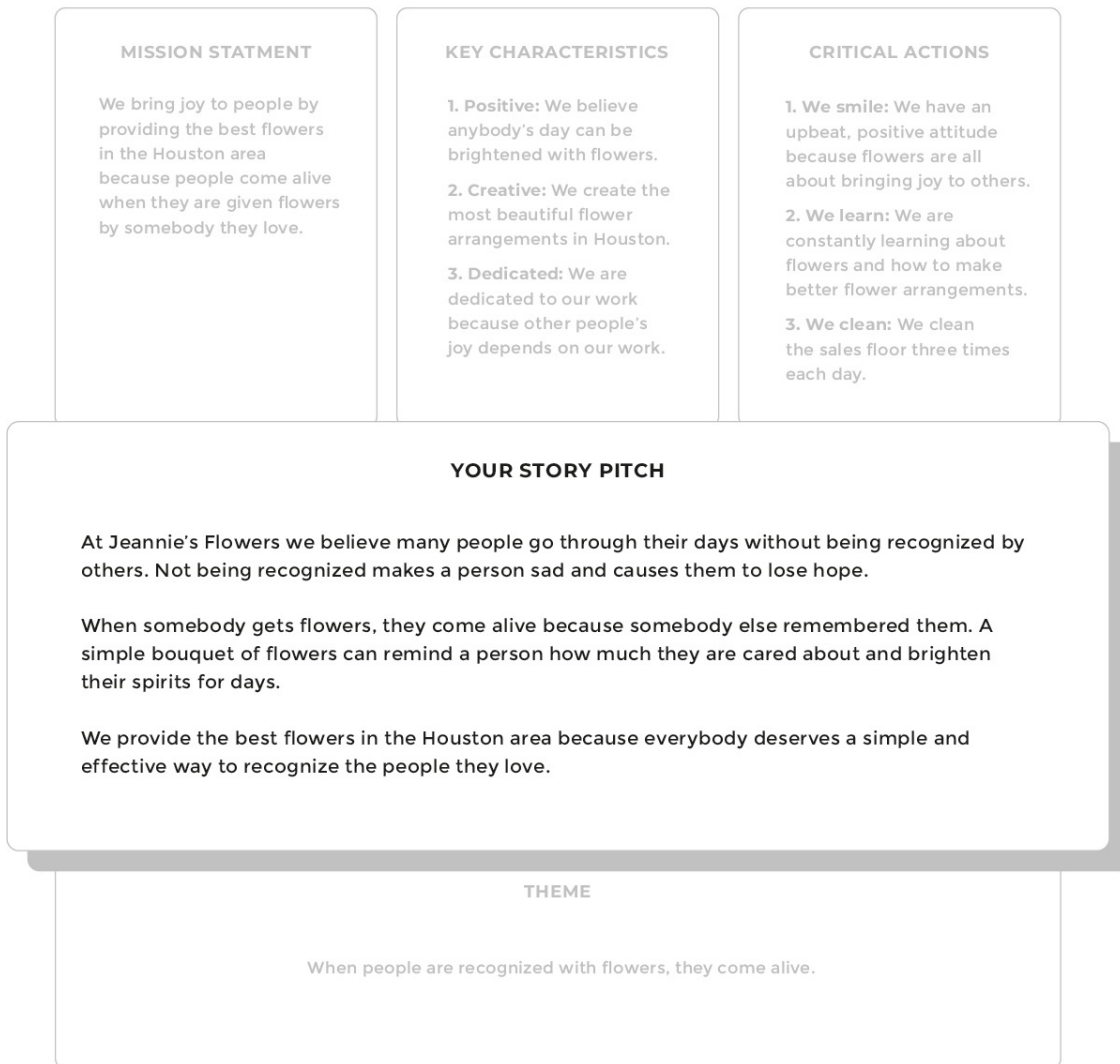 MISSION STATMENT
We bring joy to people by
providing the best flowers
in the Houston area
because people come alive
when they are given flowers
by somebody they love.
KEY CHARACTERISTICS
1. Positive: We believe
anybody's day can be
brightened with flowers.
2. Creative: We create the
most beautiful flower
arrangements in Houston.
3. Dedicated: We are
dedicated to our work
because other people's
joy depends on our work.
CRITICAL ACTIONS
1. We smile: We have an
upbeat, positive attitude
because flowers are all
about bringing joy to others.
2. We learn: We are
constantly learning about
flowers and how to make
better flower arrangements.
3. We clean: We clean
the sales floor three times
each day.
YOUR STORY PITCH
At Jeannie's Flowers we believe many people go through their days without being recognized by
others. Not being recognized makes a person sad and causes them to lose hope.
When somebody gets flowers, they come alive because somebody else remembered them. A
simple bouquet of flowers can remind a person how much they are cared about and brighten
their spirits for days.
We provide the best flowers in the Houston area because everybody deserves a simple and
effective way to recognize the people they love.
THEME
When people are recognized with flowers, they come alive.